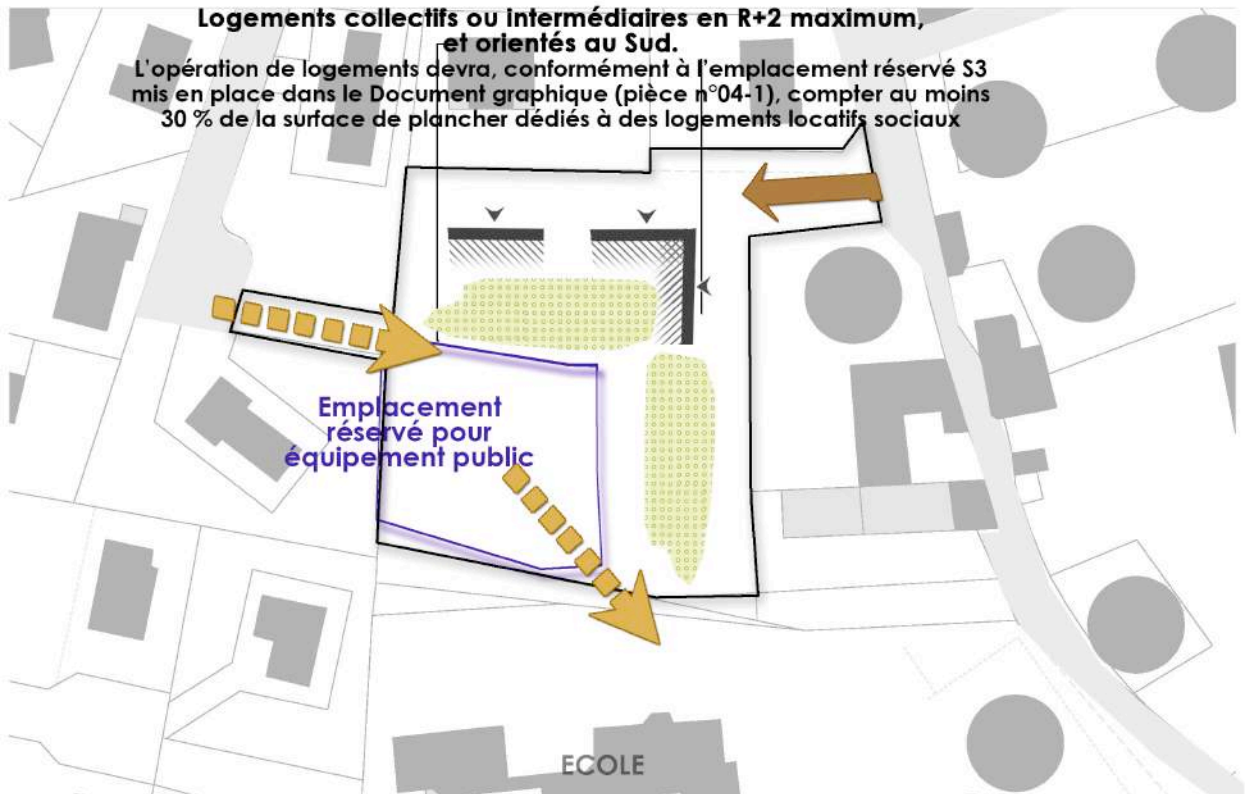 Logements collectifs ou intermédiaires en R+2 maximum,
et orientés au Sud.
L'opération de logements devra, conformément à l'emplacement réservé S3
mis en place dans le Document graphique (pièce n°04-1), compter au moins
30 % de la surface de plancher dédiés à des logements locatifs sociaux
Emplacement
réservé pour
équipement public
ECOLE